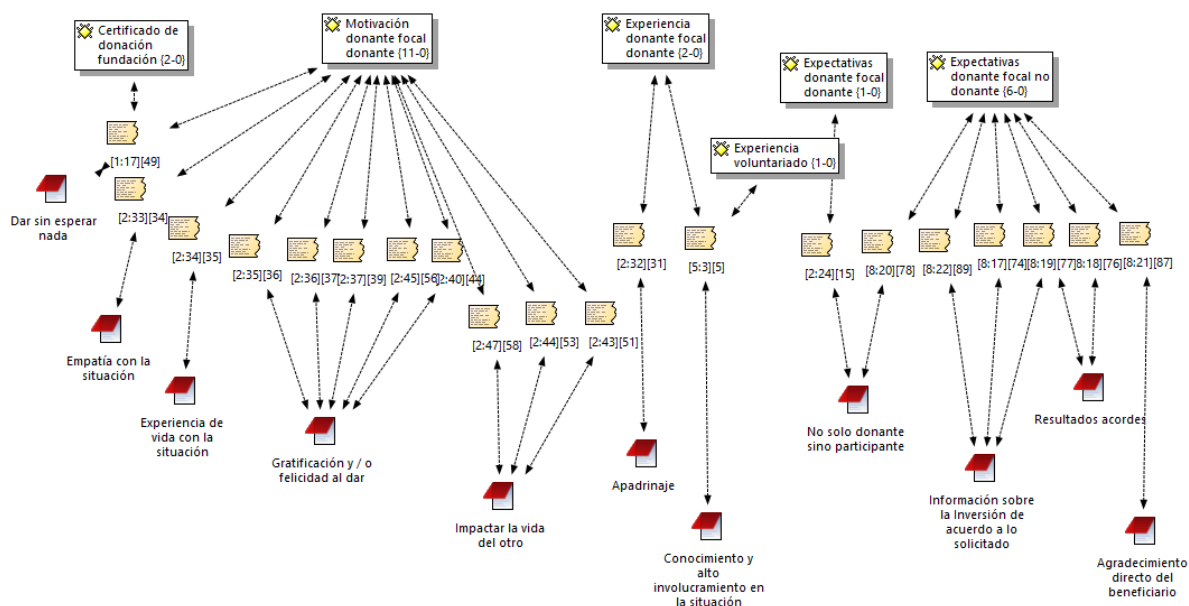 Certificado de
donación
fundación {2-0}
Motivación
donante focal
donante {11-0}
Experiencia
donante focal
donante {2-0}
Expectativas
donante focal
donante {1-0}
Expectativas
donante focal no
donante {6-0}
Experiencia
voluntariado {1-0}
[1:17][49]
Dar sin esperar
nada
[2:33][34]
[2:34][35]
[2:35][36]
[2:36][37]
[2:37][39]
[2:45][56]
[2:40][44]
[2:47][58]
[2:44][53]
[2:43][51]
[2:32][31]
[5:3][5]
[2:24][15]
[8:20][78]
[8:22][89]
[8:17][74]
[8:19][77]
[8:18][76]
[8:21][87]
Empatía con la
situación
Experiencia de
vida con la
situación
Gratificación y / o
felicidad al dar
Impactar la vida
del otro
Apadrinaje
Conocimiento y
alto
involucramiento en
la situación
No solo donante
sino participante
Información sobre
la Inversión de
acuerdo a lo
solicitado
Resultados acordes
Agradecimiento
directo del
beneficiario